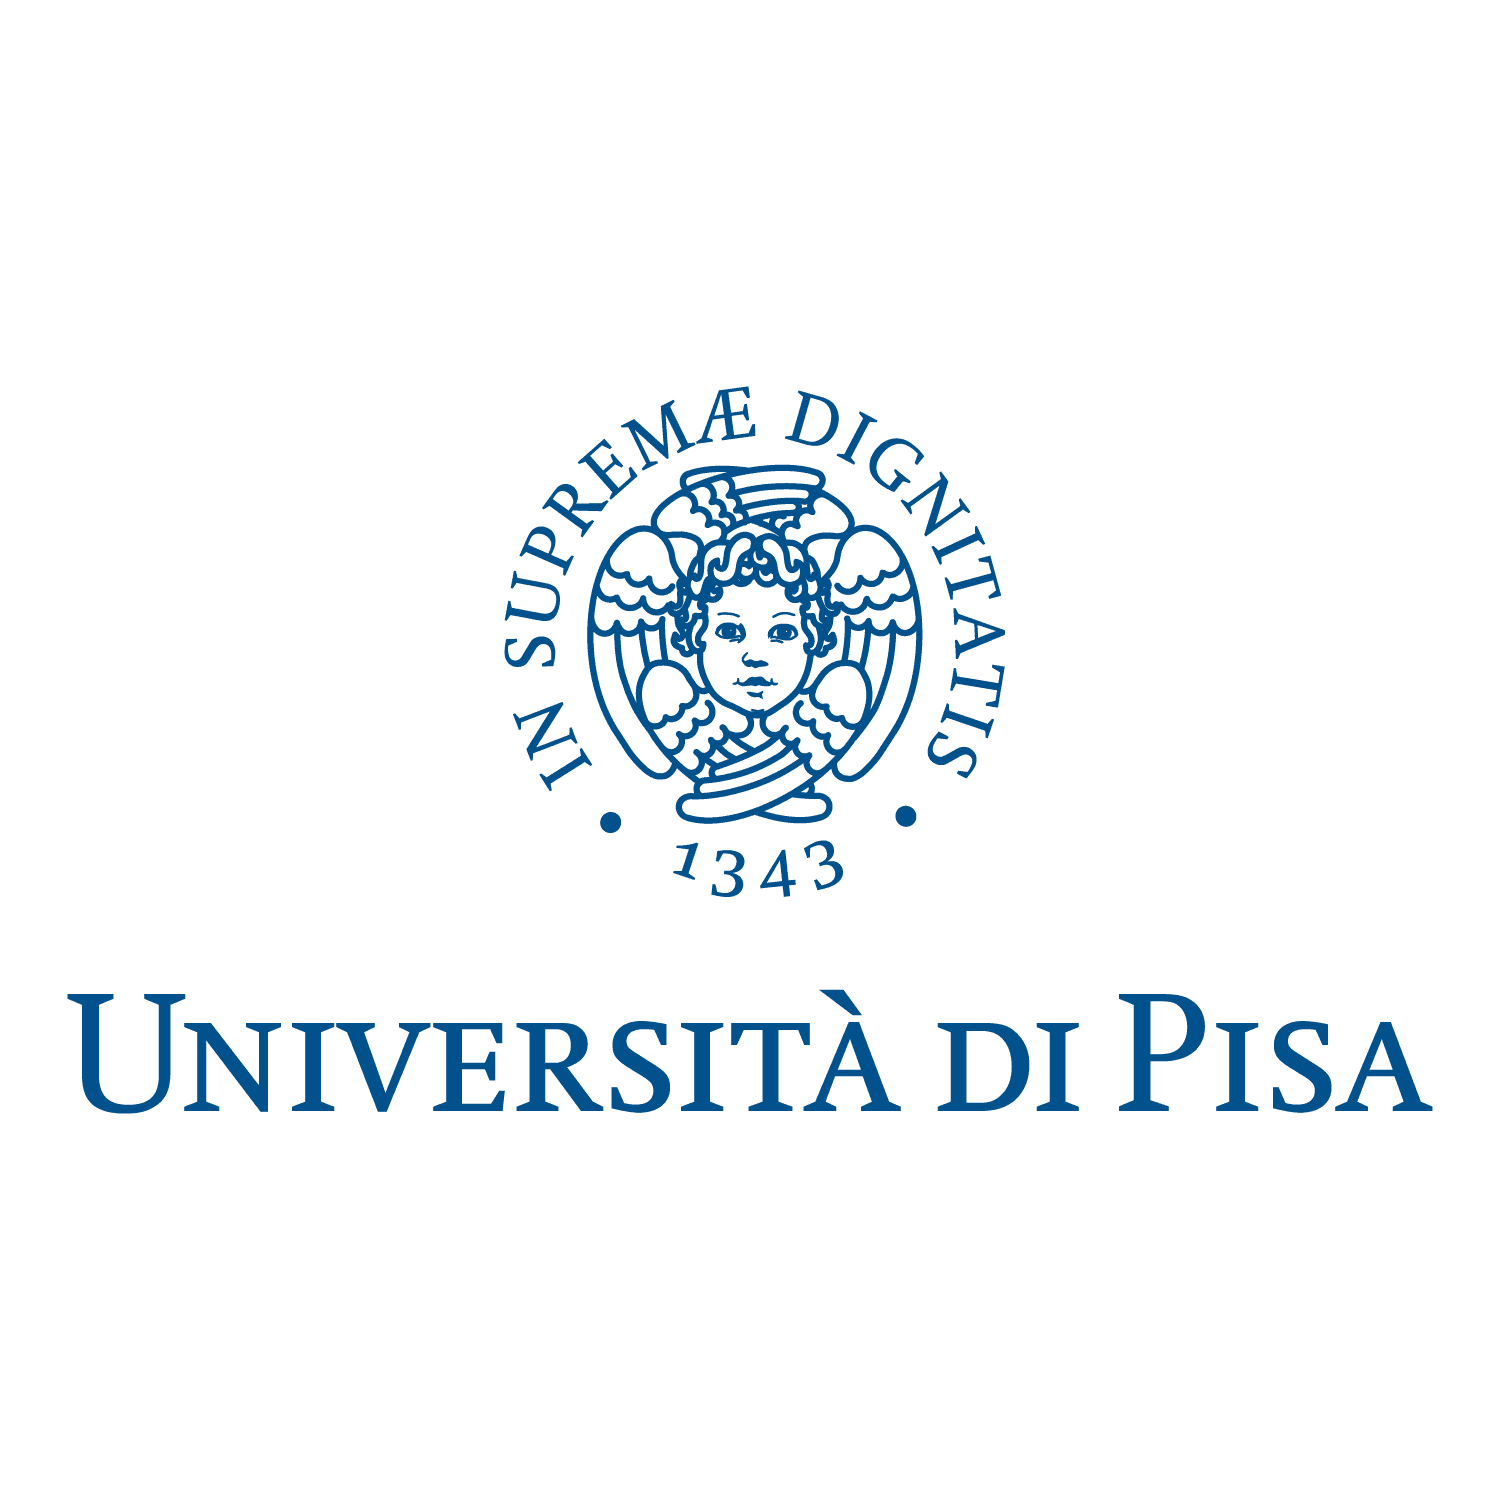 IN SUPREMÆ DIGNITATIS
• 1343 •
UNIVERSITÀ DI PISA